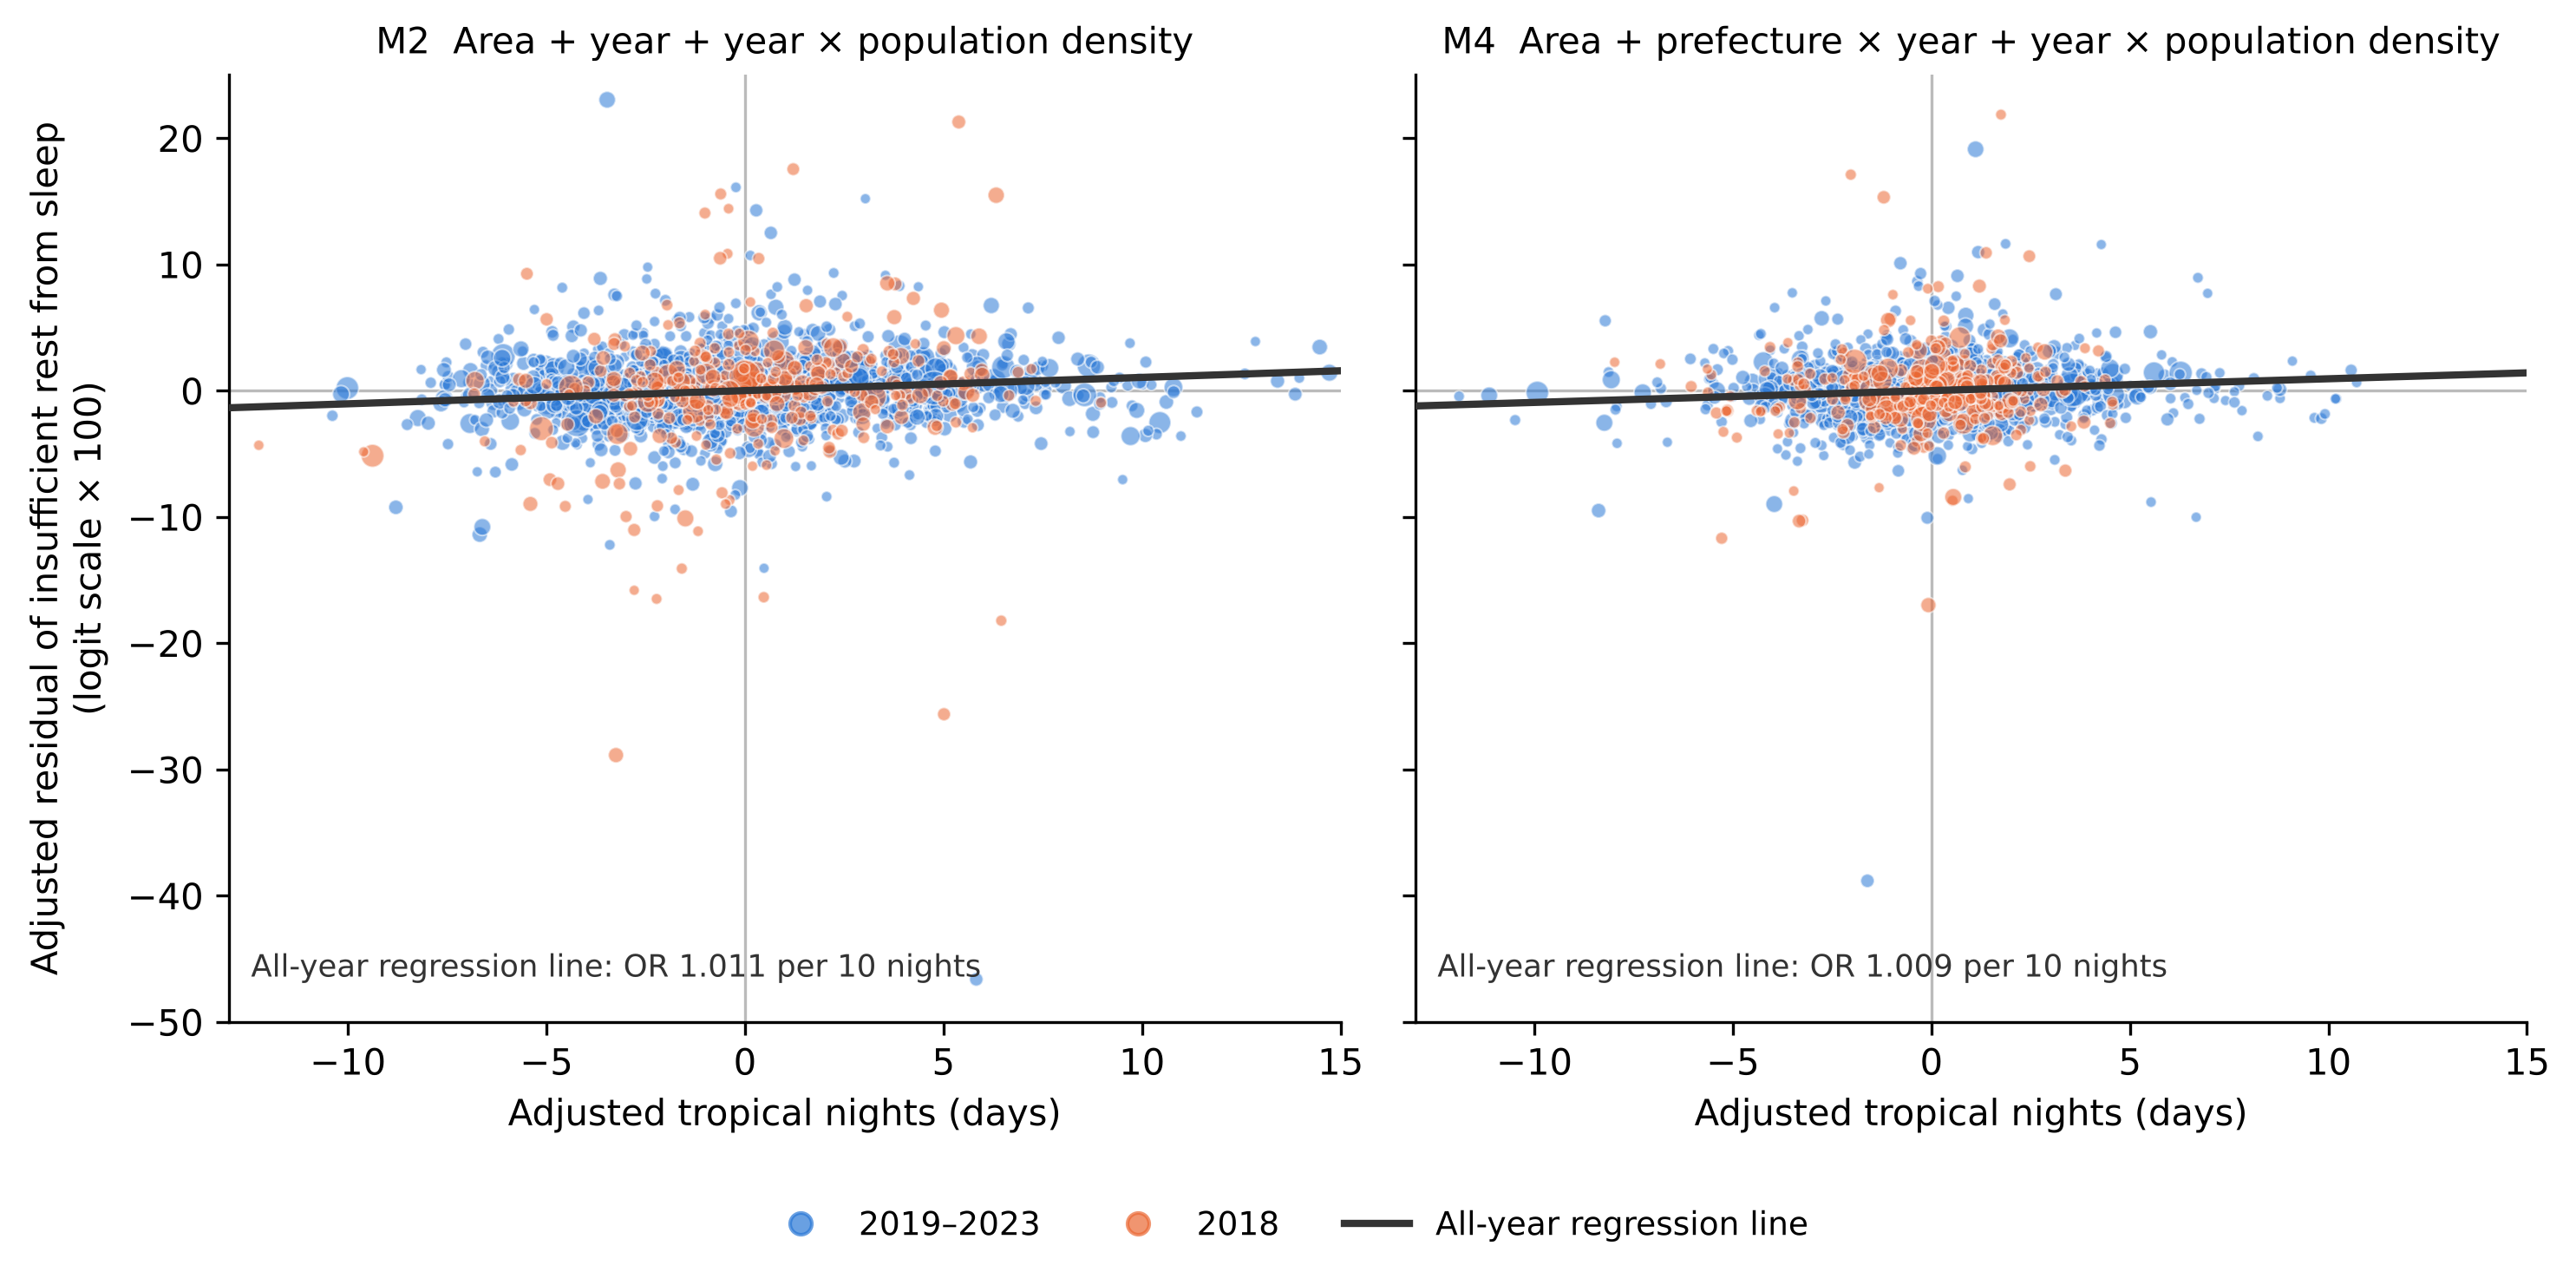 M2  Area + year + year × population density
M4  Area + prefecture × year + year × population density
Adjusted residual of insufficient rest from sleep
(logit scale × 100)
20
10
0
−10
−20
−30
−40
−50
All-year regression line: OR 1.011 per 10 nights
All-year regression line: OR 1.009 per 10 nights
−10 −5 0 5 10 15
−10 −5 0 5 10 15
Adjusted tropical nights (days)
Adjusted tropical nights (days)
2019–2023 2018 All-year regression line